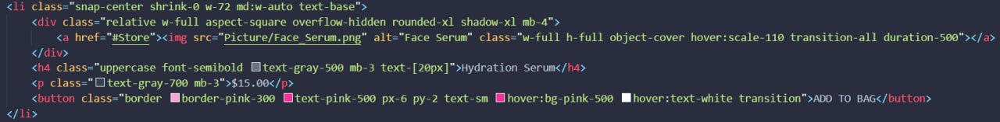 <li class="snap-center shrink-0 w-72 md:w-auto text-base">
<div class="relative w-full aspect-square overflow-hidden rounded-xl shadow-xl mb-4">
<a href="#Store"><img src="Picture/Face_Serum.png" alt="Face Serum" class="w-full h-full object-cover hover:scale-110 transition-all duration-500"></a>
</div>
<h4 class="uppercase font-semibold text-gray-500 mb-3 text-[20px]">Hydration Serum</h4>
<p class="text-gray-700 mb-3">$15.00</p>
<button class="border border-pink-300 text-pink-500 px-6 py-2 text-sm hover:bg-pink-500 hover:text-white transition">ADD TO BAG</button>
</li>